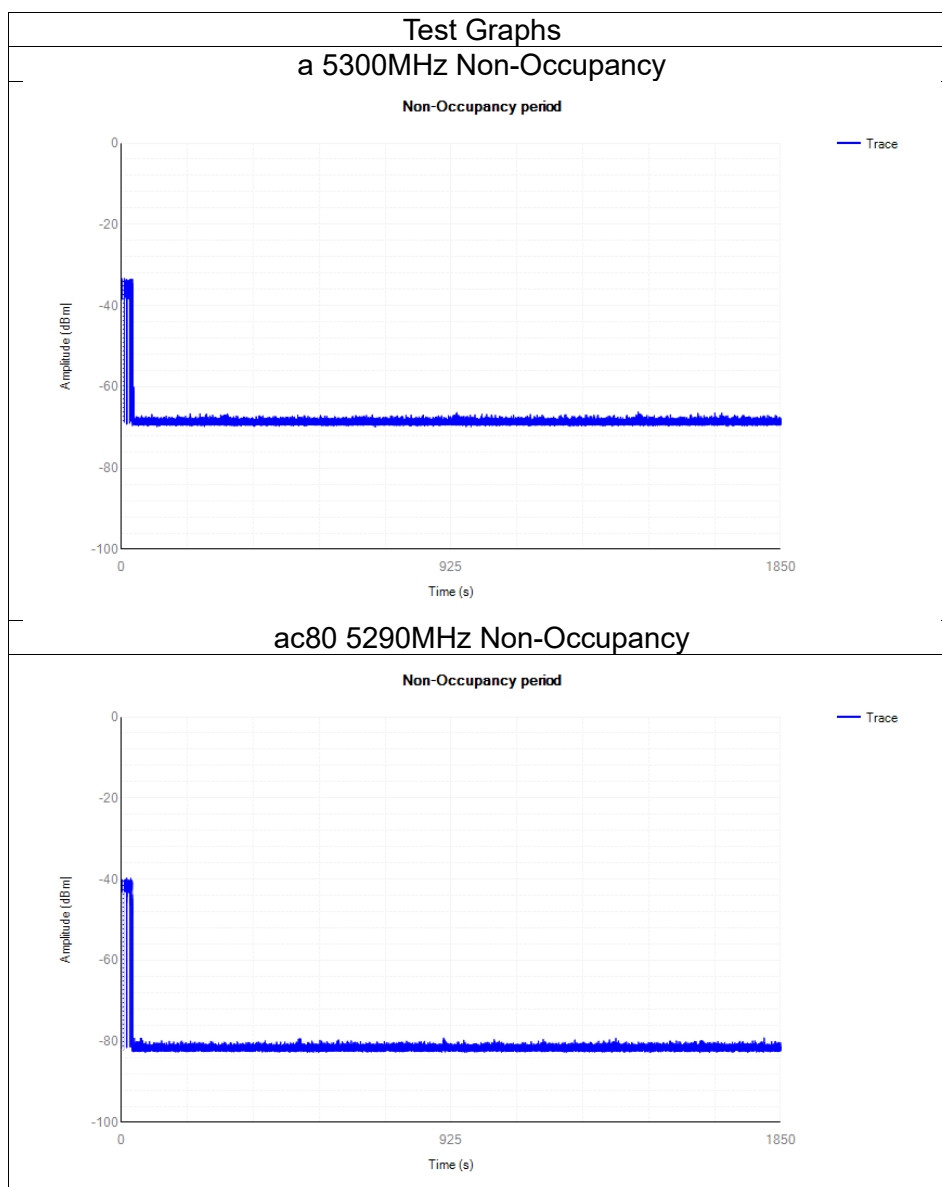 Test Graphs
a 5300MHz Non-Occupancy
Non-Occupancy period
Trace
0
-20
-40
-60
-80
-100
Amplitude [dBm]
0 925 1850
Time (s)
ac80 5290MHz Non-Occupancy
Non-Occupancy period
Trace
0
-20
-40
-60
-80
-100
Amplitude [dBm]
0 925 1850
Time (s)